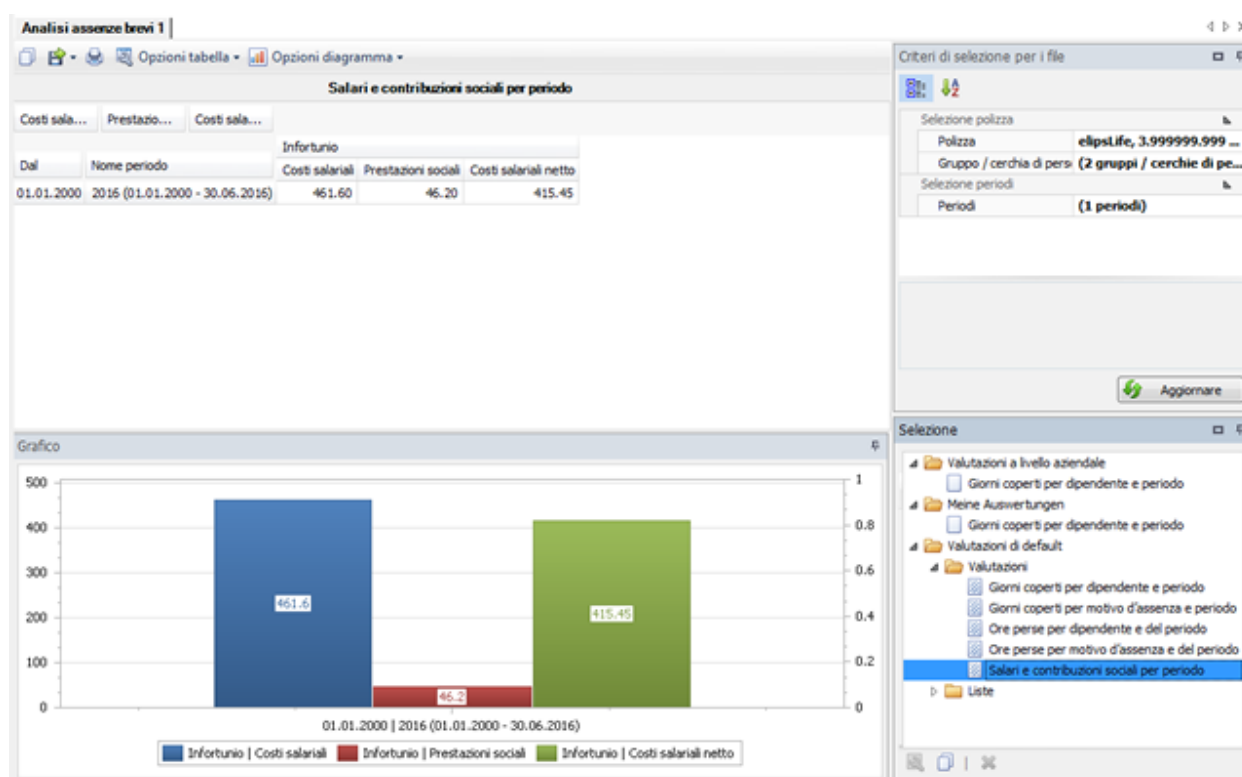 Analisi assenze brevi 1
Opzioni tabella Opzioni diagramma
Salari e contribuzioni sociali per periodo
Costi sala... Prestazio... Costi sala...
Infortunio
Dal Nome periodo Costi salariali Prestazioni sociali Costi salariali netto
01.01.2000 2016 (01.01.2000 - 30.06.2016) 461.60 46.20 415.45
Criteri di selezione per i file
Selezione polizza
Polizza elipsLife, 3.999999.999 ...
Gruppo / cerchia di pers (2 gruppi / cerchie di pe...
Selezione periodi
Periodi (1 periodi)
Aggiornare
Grafico
500
400
300
200
100
0
1
0.8
0.6
0.4
0.2
0
461.6
46.2
415.45
01.01.2000 | 2016 (01.01.2000 - 30.06.2016)
Infortunio | Costi salariali Infortunio | Prestazioni sociali Infortunio | Costi salariali netto
Selezione
Valutazioni a livello aziendale
Giorni coperti per dipendente e periodo
Meine Auswertungen
Giorni coperti per dipendente e periodo
Valutazioni di default
Valutazioni
Giorni coperti per dipendente e periodo
Giorni coperti per motivo d'assenza e periodo
Ore perse per dipendente e del periodo
Ore perse per motivo d'assenza e del periodo
Salari e contribuzioni sociali per periodo
Liste